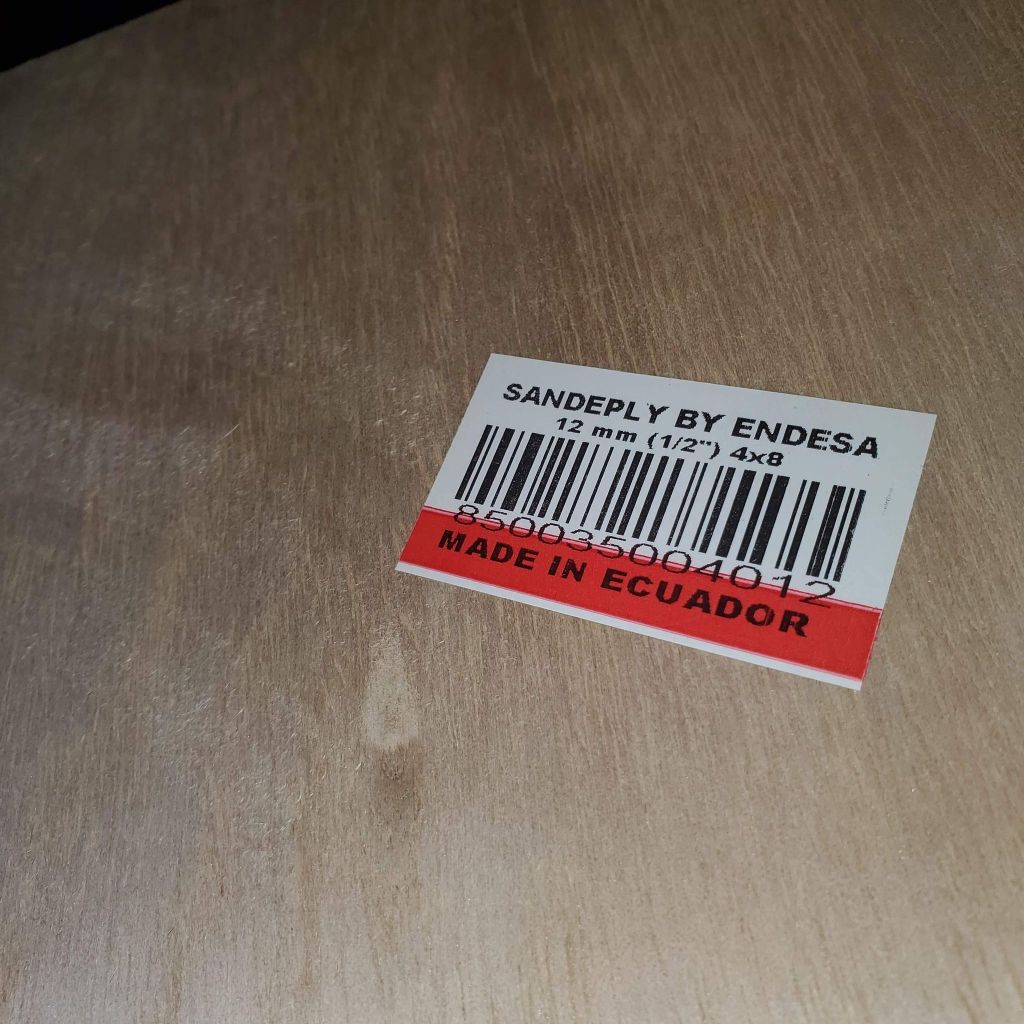 SANDEPLY BY ENDESA
12 mm (1/2") 4x8
850035004012
MADE IN ECUADOR